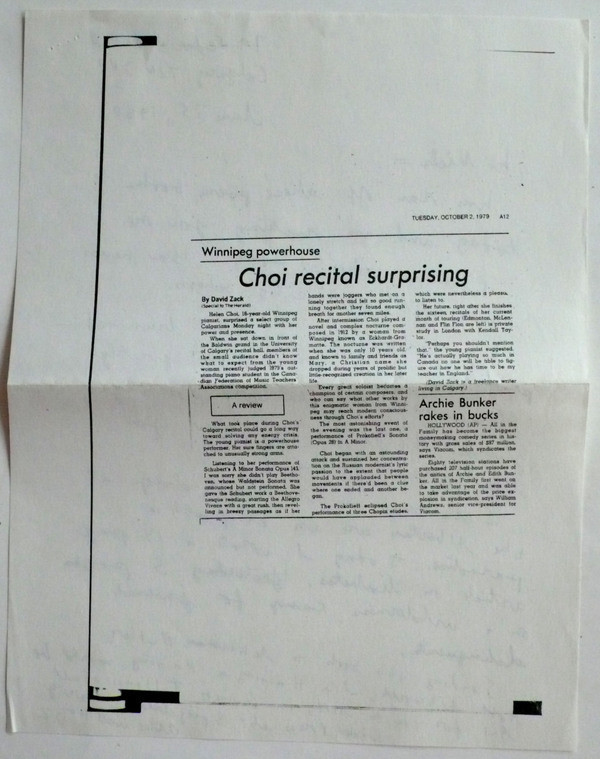 TUESDAY, OCTOBER 2, 1979 A12
Winnipeg powerhouse
Choi recital surprising
By David Zack
(Special to The Herald)
Helen Choi, 16-year-old Winnipeg
pianist, surprised a select group of
Calgarians Monday night with her
power and presence.
When she sat down in front of
the Baldwin grand in the University
of Calgary's recital hall, members of
the small audience didn't know
what to expect from the young
woman recently judged 1979's out-
standing piano student in the Cana-
dian Federation of Music Teachers
Associations competition.
A review
What took place during Choi's
Calgary recital could go a long way
toward solving any energy crisis.
The young pianist is a powerhouse
performer. Her sure fingers are atta-
ched to unusually strong arms.
Listening to her performance of
Schubert's A Minor Sonata Opus 143,
I was sorry she didn't play Beetho-
ven, whose Waldstein Sonata was
announced but not performed. She
gave the Schubert work a Beethove-
nesque reading, starting the Allegro
Vivace with a great rush, then revel-
ling in breezy passages as if her
hands were joggers who met on a
lonely stretch and felt so good run-
ning together they found enough
breath for another seven miles.
After intermission Choi played a
novel and complex nocturne com-
posed in 1912 by a woman from
Winnipeg known as Eckhardt-Gra-
matte. The nocturne was written
when she was only 10 years old,
and known to family and friends as
Mary, a Christian name she
dropped during years of prolific but
little-recognized creation in her later
life.
Every great soloist becomes a
champion of certain composers, and
who can say what other works by
this enigmatic woman from Winni-
peg may reach modern conscious-
ness through Choi's efforts?
The most astonishing event of
the evening was the last one, a
performance of Prokofieff's Sonata
(Opus 28) in A Minor.
Choi began with an astounding
attack and sustained her concentra-
tion on the Russian modernist's lyric
passion to the extent that people
would have applauded between
movements if there'd been a clue
where one ended and another be-
gan.
The Prokofieff eclipsed Choi's
performance of three Chopin etudes,
which were nevertheless a pleasure
to listen to.
Her future, right after she finishes
the sixteen recitals of her current
month of touring (Edmonton, McLen-
nan and Flin Flon are left) is private
study in London with Kendall Tay-
lor.
"Perhaps you shouldn't mention
that," the young pianist suggested.
"He's actually playing so much in
Canada no one will be able to fig-
ure out how he has time to be my
teacher in England."
(David Zack is a freelance writer
living in Calgary.)
Archie Bunker
rakes in bucks
HOLLYWOOD (AP) — All in the
Family has become the biggest
moneymaking comedy series in his-
tory with gross sales of $97 million,
says Viacom, which syndicates the
series.
Eighty television stations have
purchased 207 half-hour episodes of
the antics of Archie and Edith Bun-
ker. All in the Family first went on
the market last year and was able
to take advantage of the price ex-
plosion in syndication, says William
Andrews, senior vice-president for
Viacom.